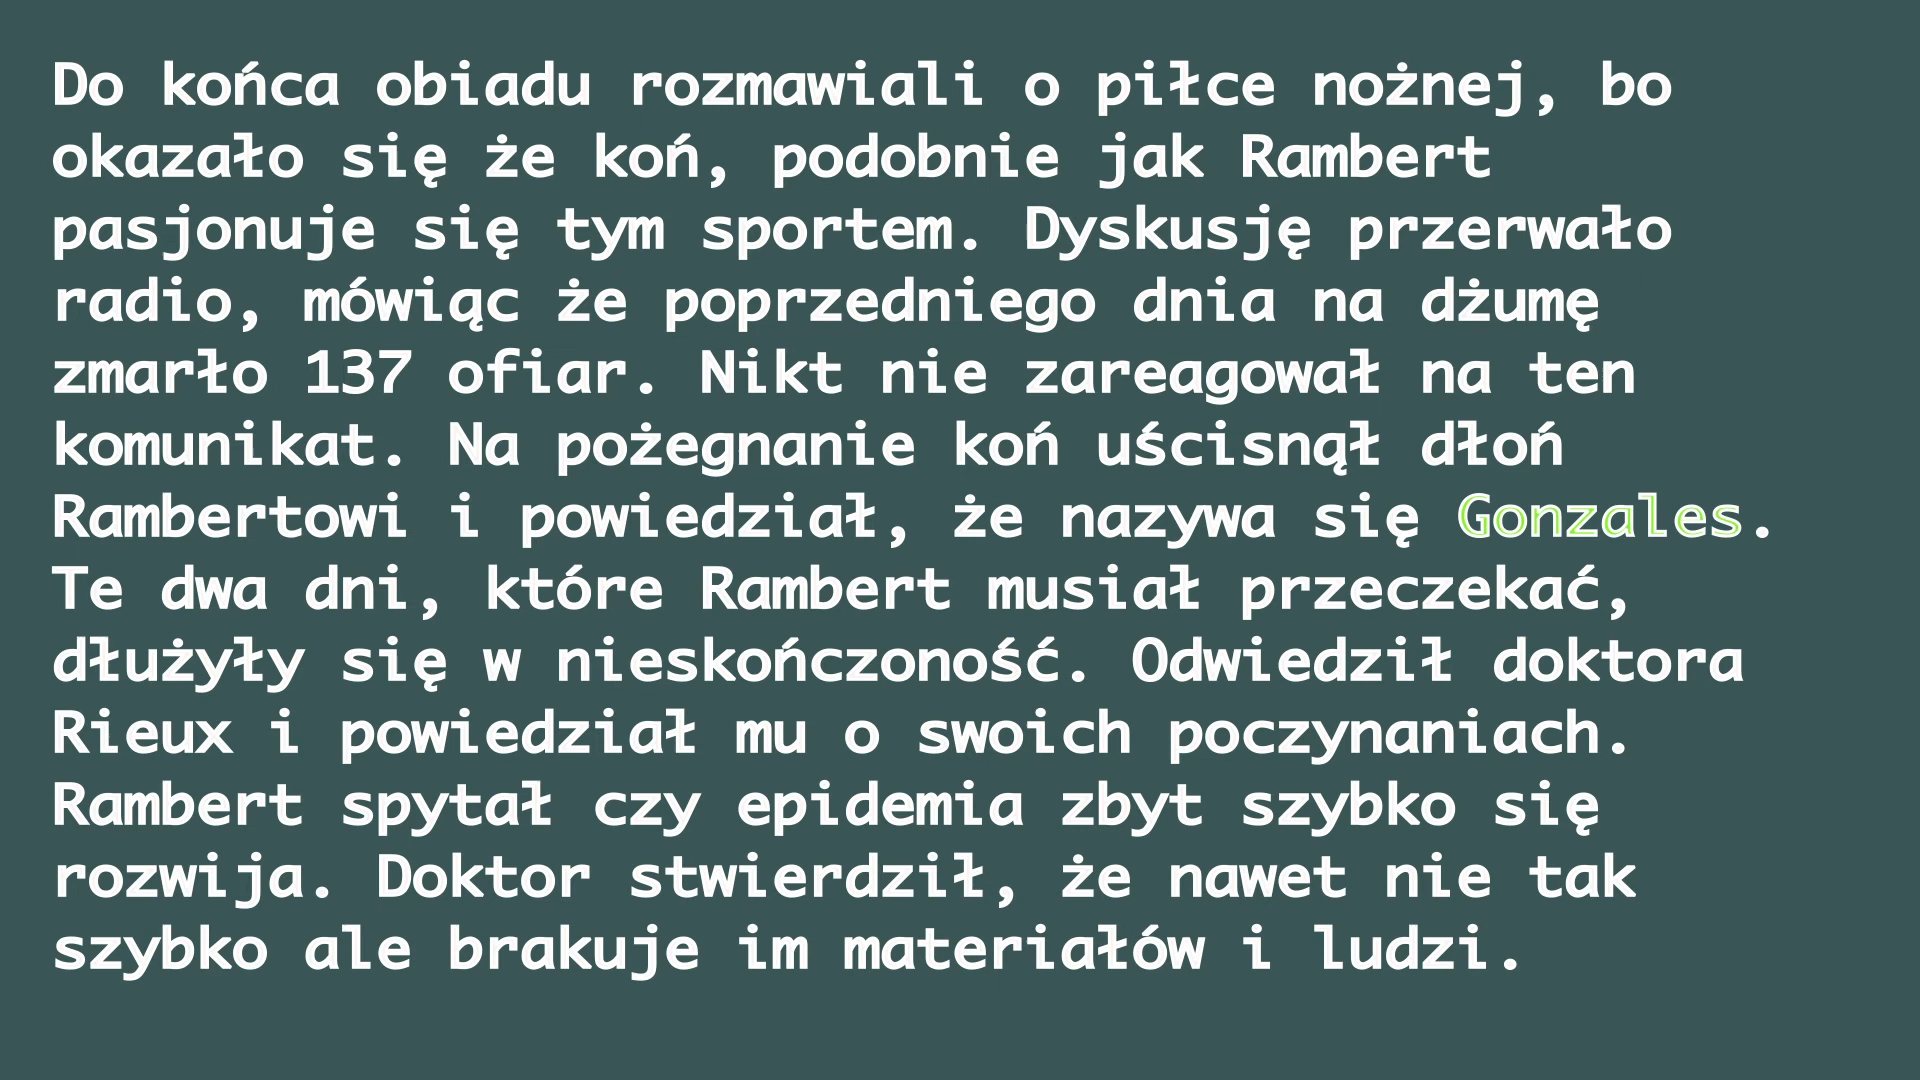 Do końca obiadu rozmawiali o piłce nożnej, bo
okazało się że koń, podobnie jak Rambert
pasjonuje się tym sportem. Dyskusję przerwało
radio, mówiąc że poprzedniego dnia na dżumę
zmarło 137 ofiar. Nikt nie zareagował na ten
komunikat. Na pożegnanie koń uścisnął dłoń
Rambertowi i powiedział, że nazywa się Gonzales.
Te dwa dni, które Rambert musiał przeczekać,
dłużyły się w nieskończoność. Odwiedził doktora
Rieux i powiedział mu o swoich poczynaniach.
Rambert spytał czy epidemia zbyt szybko się
rozwija. Doktor stwierdził, że nawet nie tak
szybko ale brakuje im materiałów i ludzi.